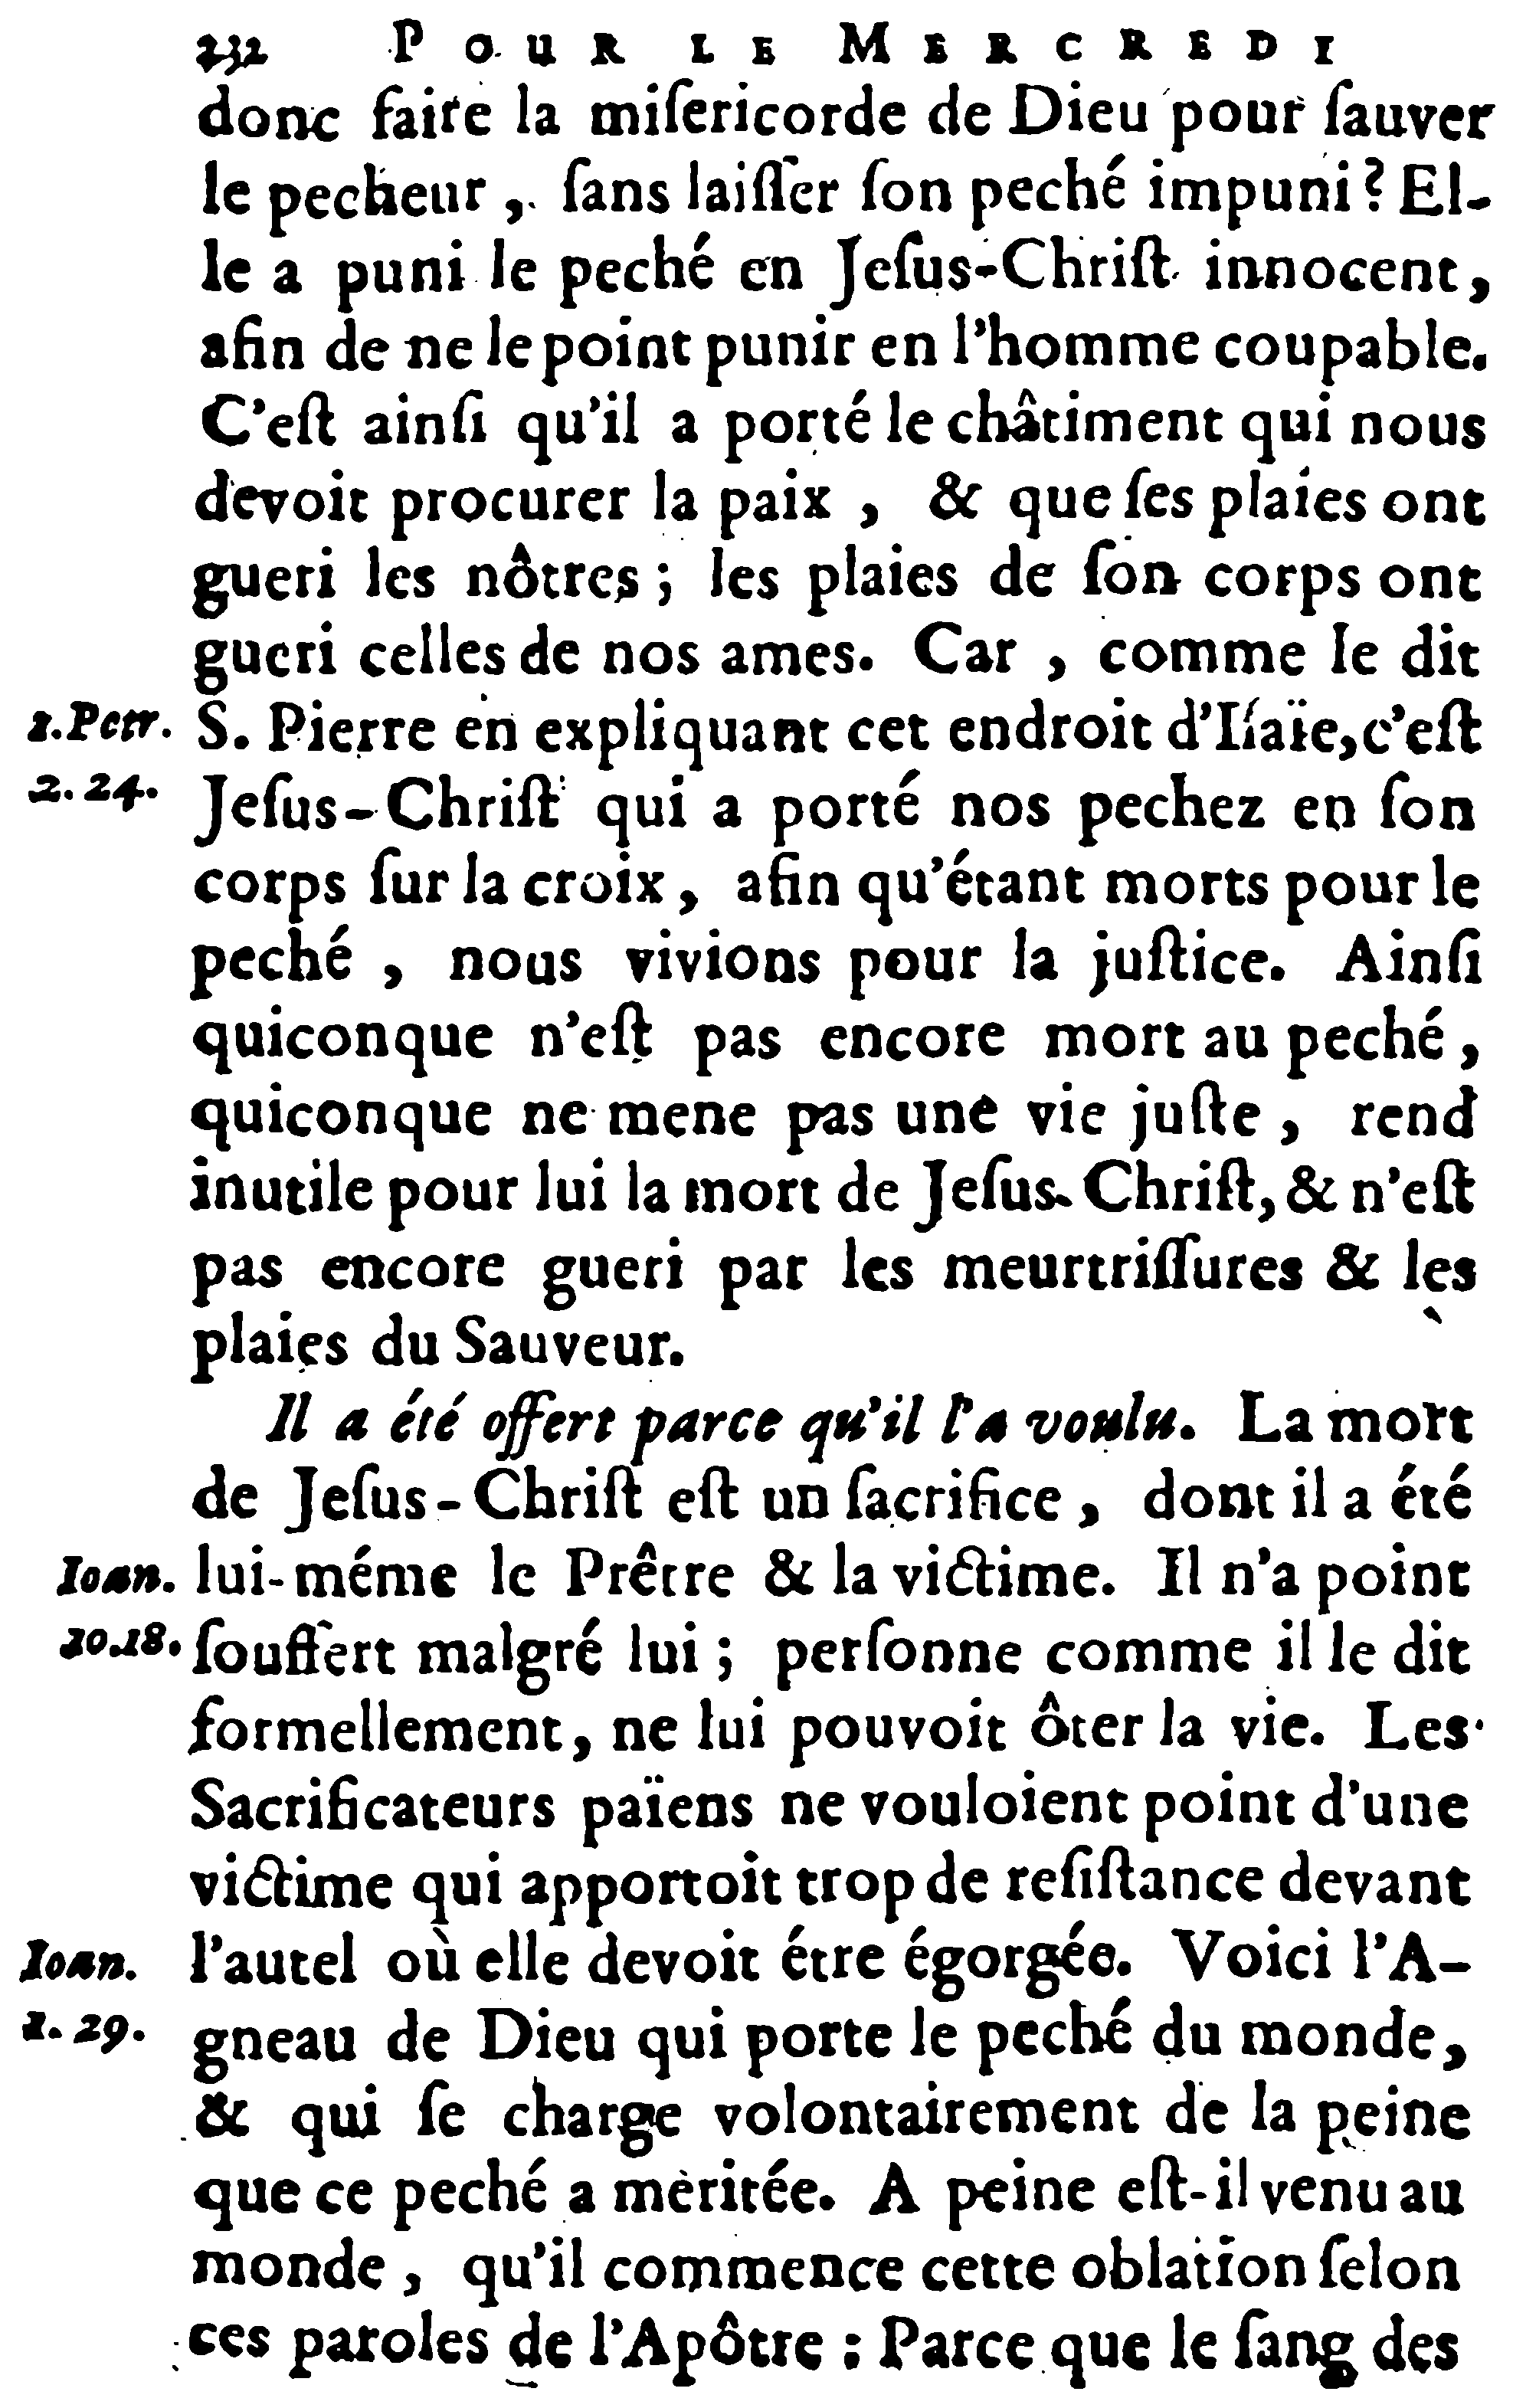 232 POUR LE MERCREDI
donc faire la miſericorde de Dieu pour ſauver
le pecheur, ſans laiſſer ſon peché impuni? El-
le a puni le peché en Jeſus-Chriſt innocent,
afin de ne le point punir en l'homme coupable.
C'eſt ainſi qu'il a porté le châtiment qui nous
devoit procurer la paix, & que ſes plaies ont
gueri les nôtres; les plaies de ſon corps ont
gueri celles de nos ames. Car, comme le dit
1. Petr. S. Pierre en expliquant cet endroit d'Iſaïe, c'eſt
2. 24. Jeſus-Chriſt qui a porté nos pechez en ſon
corps ſur la croix, afin qu'étant morts pour le
peché, nous vivions pour la juſtice. Ainſi
quiconque n'eſt pas encore mort au peché,
quiconque ne mene pas une vie juſte, rend
inutile pour lui la mort de Jeſus-Chriſt, & n'eſt
pas encore gueri par les meurtriſſures & les
plaies du Sauveur.
Il a été offert parce qu'il l'a voulu. La mort
de Jeſus-Chriſt eſt un ſacrifice, dont il a été
Ioan. lui-méme le Prêtre & la victime. Il n'a point
10.18. ſouffert malgré lui; perſonne comme il le dit
formellement, ne lui pouvoit ôter la vie. Les
Sacrificateurs païens ne vouloient point d'une
victime qui apportoit trop de reſiſtance devant
Ioan. l'autel où elle devoit étre égorgée. Voici l'A-
1. 29. gneau de Dieu qui porte le peché du monde,
& qui ſe charge volontairement de la peine
que ce peché a meritée. A peine eſt-il venu au
monde, qu'il commence cette oblation ſelon
ces paroles de l'Apôtre: Parce que le ſang des